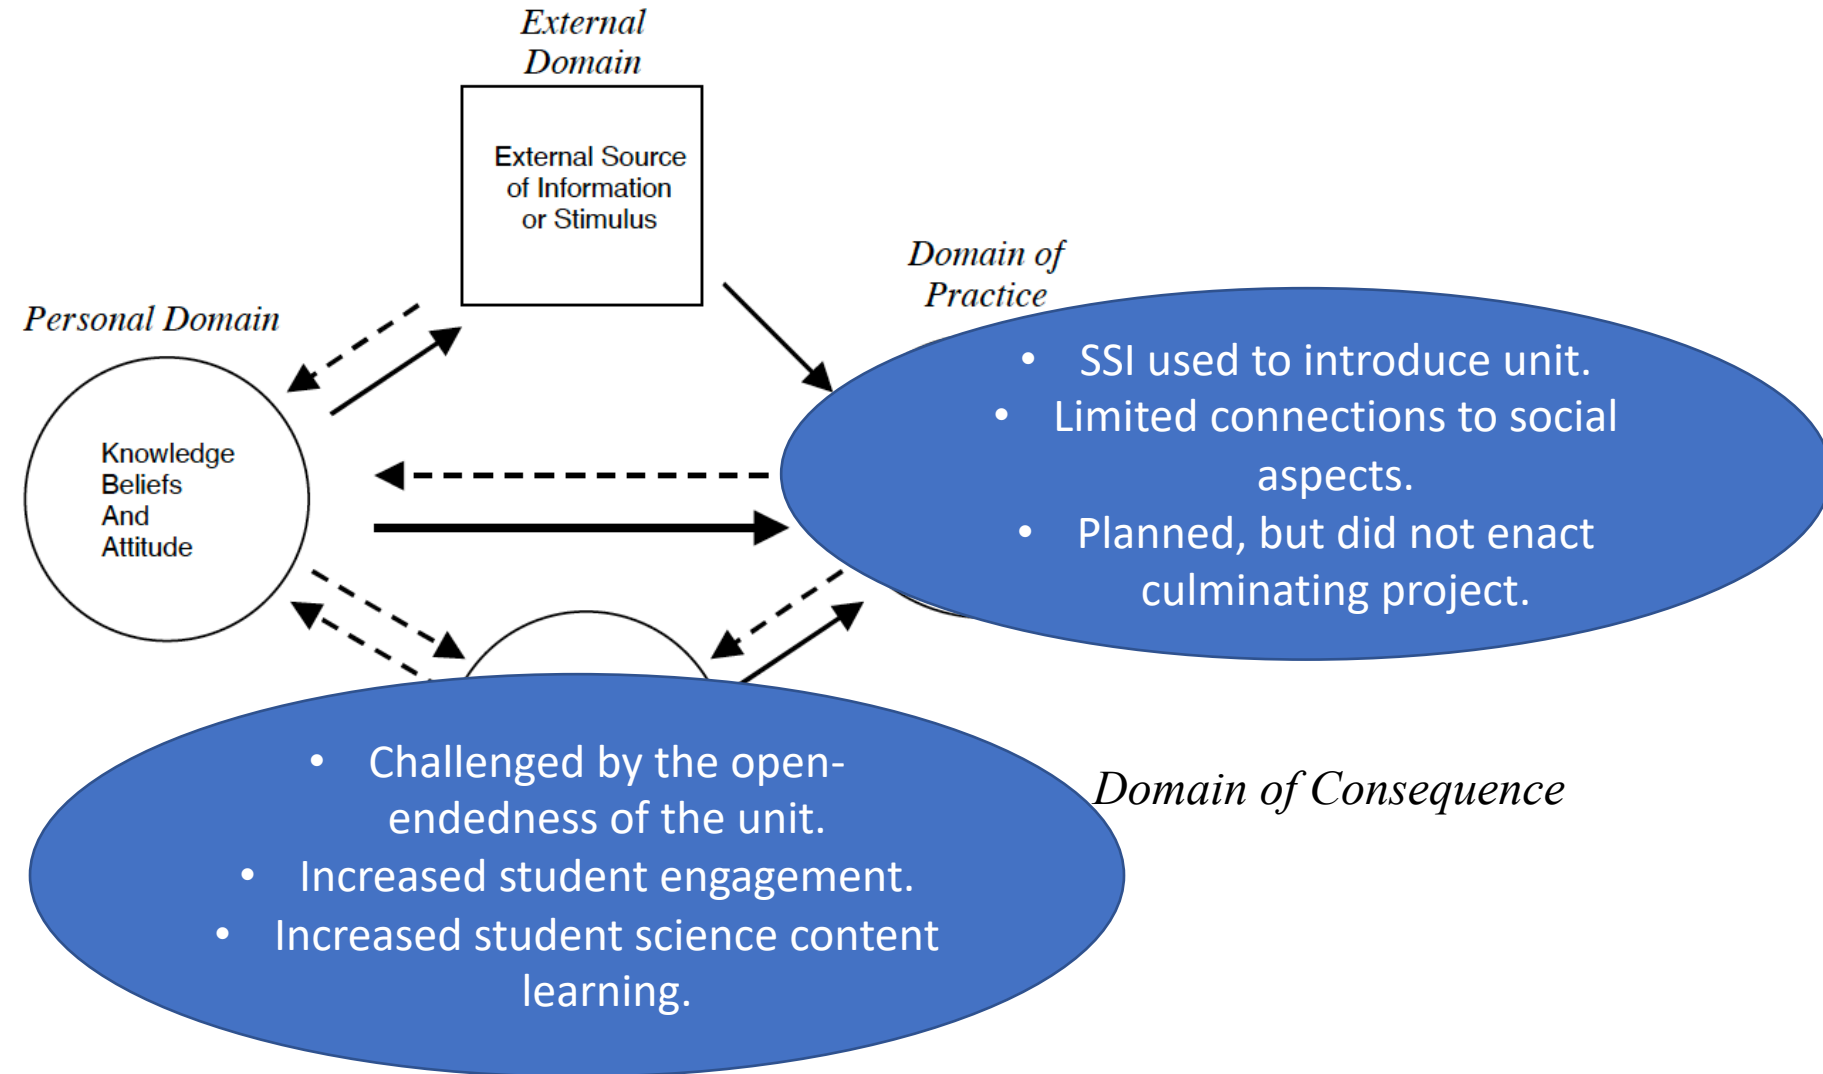 External
Domain
External Source
of Information
or Stimulus
Domain of
Practice
Personal Domain
Knowledge
Beliefs
And
Attitude
• SSI used to introduce unit.
• Limited connections to social
aspects.
• Planned, but did not enact
culminating project.
• Challenged by the open-
endedness of the unit.
• Increased student engagement.
• Increased student science content
learning.
Domain of Consequence